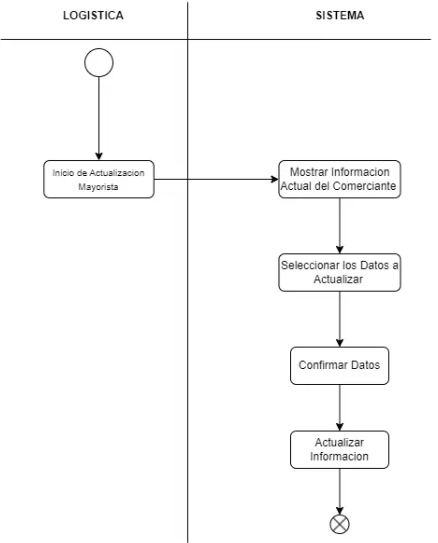 LOGISTICA
SISTEMA
Inicio de Actualizacion
Mayorista
Mostrar Informacion
Actual del Comerciante
Seleccionar los Datos a
Actualizar
Confirmar Datos
Actualizar
Informacion